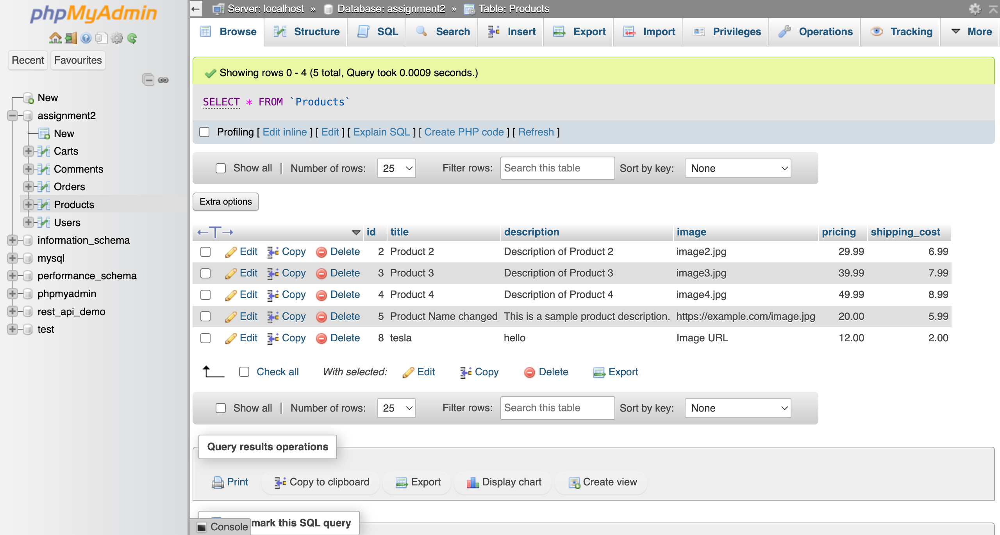 phpMyAdmin
Recent Favourites
New
assignment2
New
Carts
Comments
Orders
Products
Users
information_schema
mysql
performance_schema
phpmyadmin
rest_api_demo
test
Server: localhost » Database: assignment2 » Table: Products
Browse Structure SQL Search Insert Export Import Privileges Operations Tracking More
Showing rows 0 - 4 (5 total, Query took 0.0009 seconds.)
SELECT * FROM `Products`
Profiling [ Edit inline ] [ Edit ] [ Explain SQL ] [ Create PHP code ] [ Refresh ]
Show all | Number of rows: 25 Filter rows: Search this table Sort by key: None
Extra options
←T→ id title description image pricing shipping_cost
Edit Copy Delete 2 Product 2 Description of Product 2 image2.jpg 29.99 6.99
Edit Copy Delete 3 Product 3 Description of Product 3 image3.jpg 39.99 7.99
Edit Copy Delete 4 Product 4 Description of Product 4 image4.jpg 49.99 8.99
Edit Copy Delete 5 Product Name changed This is a sample product description. https://example.com/image.jpg 20.00 5.99
Edit Copy Delete 8 tesla hello Image URL 12.00 2.00
Check all With selected: Edit Copy Delete Export
Show all | Number of rows: 25 Filter rows: Search this table Sort by key: None
Query results operations
Print Copy to clipboard Export Display chart Create view
mark this SQL query
Console